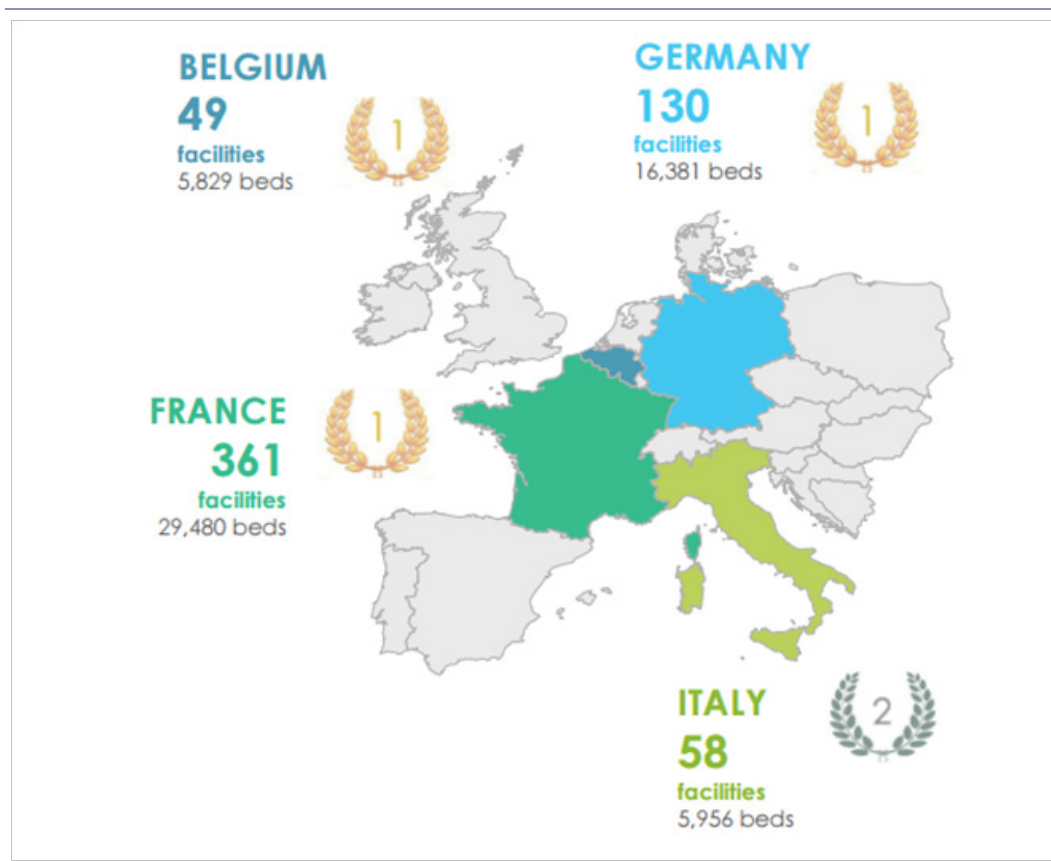 BELGIUM
49
facilities
5,829 beds
1
GERMANY
130
facilities
16,381 beds
1
FRANCE
361
facilities
29,480 beds
1
ITALY
58
facilities
5,956 beds
2